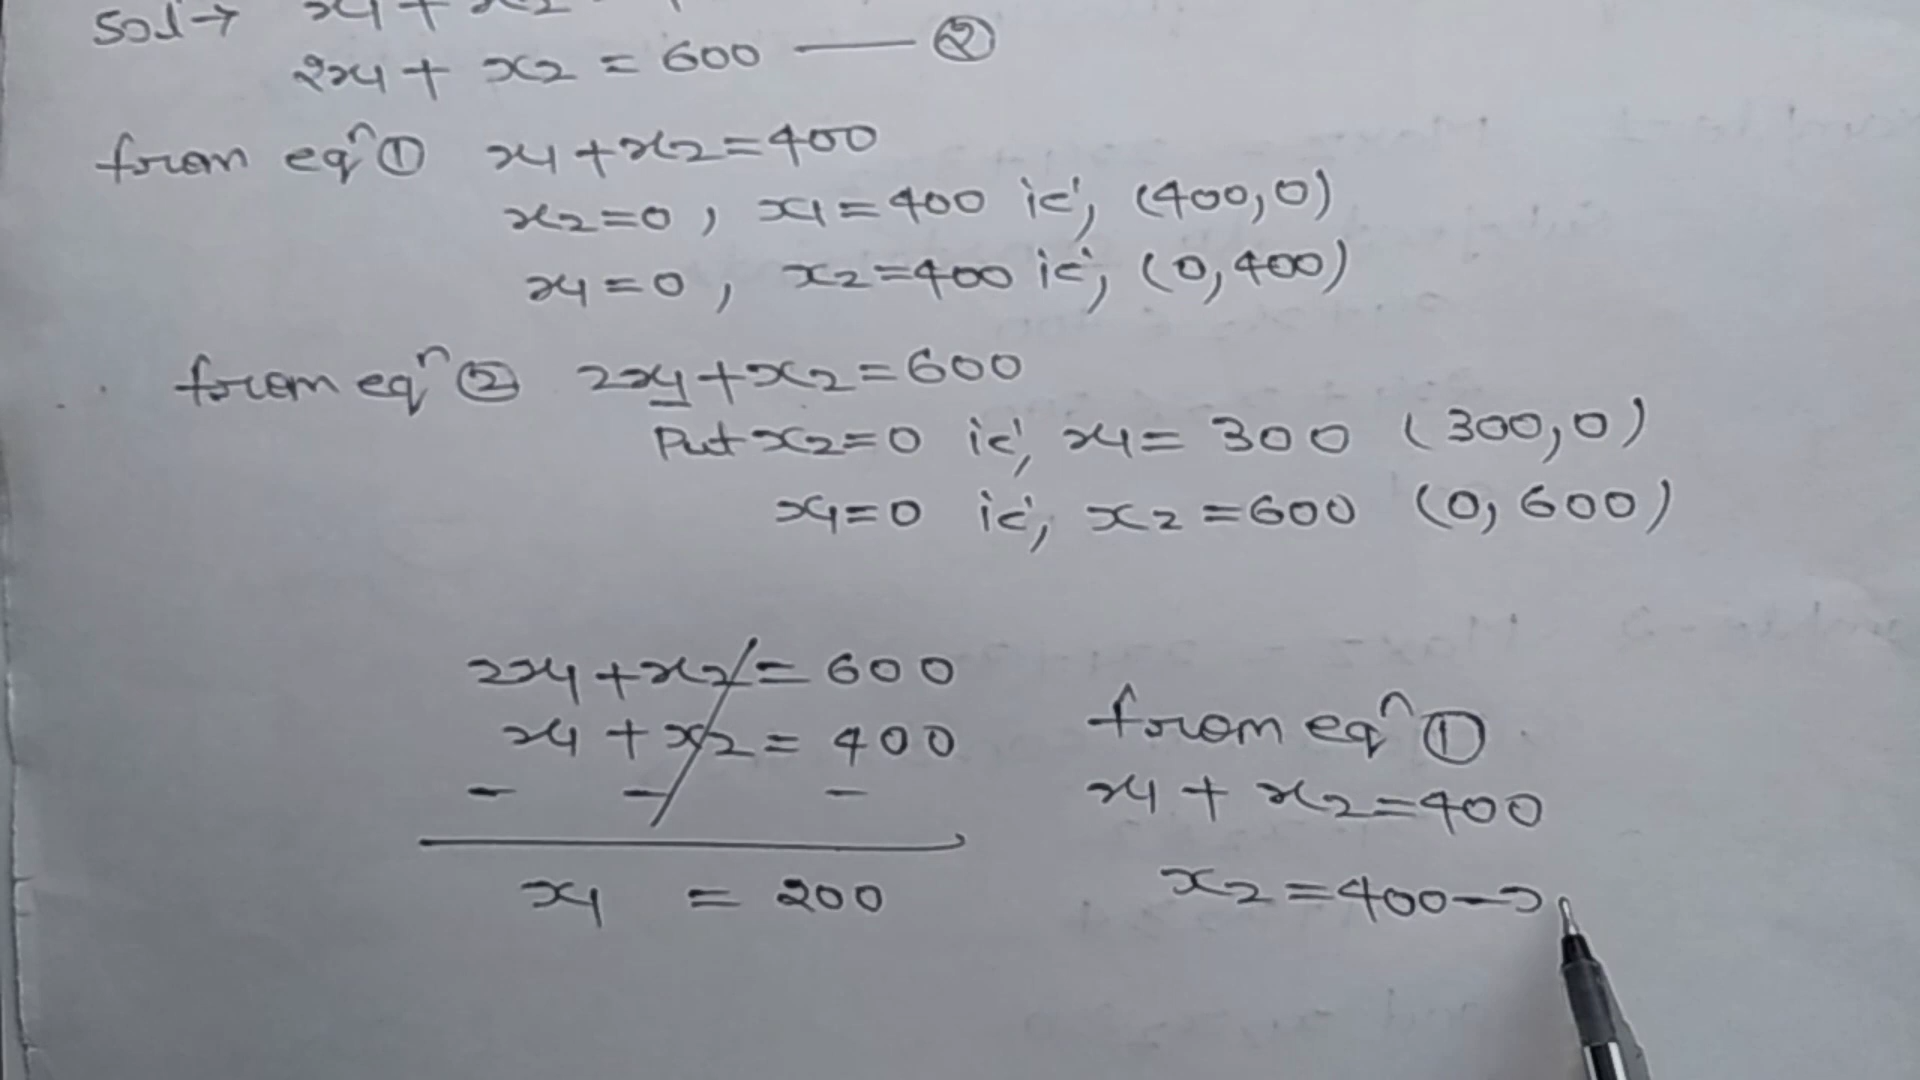 Sol→ x1 + x2
2x1 + x2 = 600 —— ②
from eqⁿ ① x1 + x2 = 400
x2 = 0, x1 = 400 ie, (400, 0)
x1 = 0, x2 = 400 ie, (0, 400)
from eqⁿ ② 2x1 + x2 = 600
Put x2 = 0 ie, x1 = 300 (300, 0)
x1 = 0 ie, x2 = 600 (0, 600)
2x1 + x2 = 600
x1 + x2 = 400
- - -
x1 = 200
from eqⁿ ①
x1 + x2 = 400
x2 = 400 -